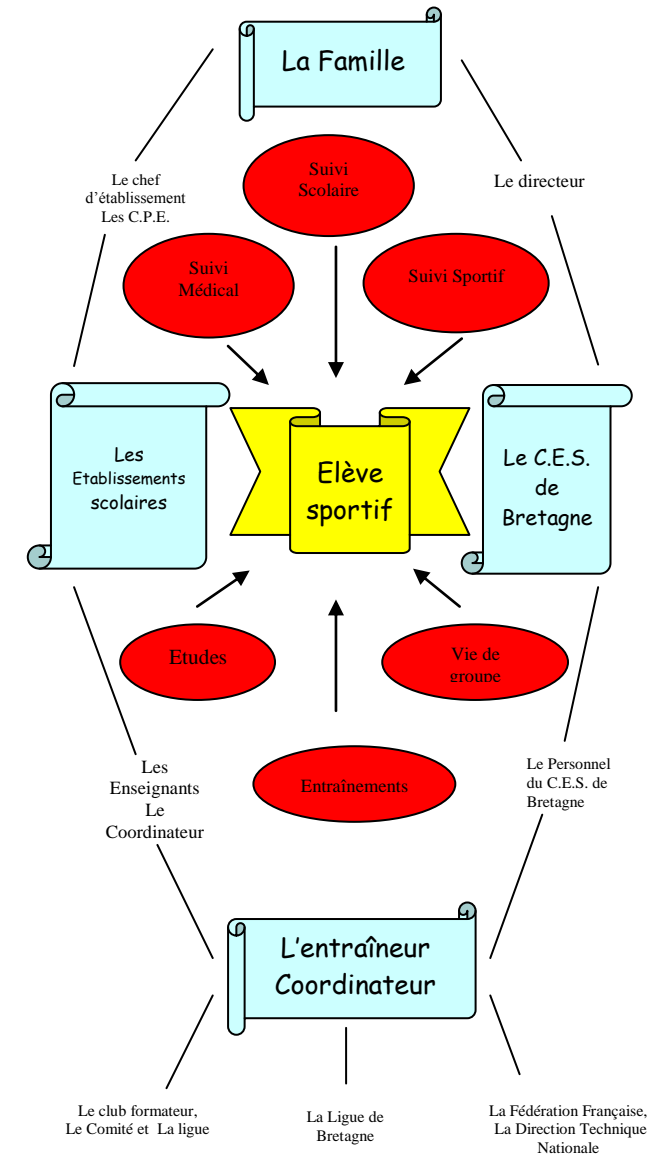 La Famille
Suivi
Scolaire
Le chef
d'établissement
Les C.P.E.
Le directeur
Suivi
Médical
Suivi Sportif
Les
Etablissements
scolaires
Elève
sportif
Le C.E.S.
de
Bretagne
Etudes
Vie de
groupe
Entraînements
Les
Enseignants
Le
Coordinateur
Le Personnel
du C.E.S. de
Bretagne
L'entraîneur
Coordinateur
Le club formateur,
Le Comité et La ligue
La Ligue de
Bretagne
La Fédération Française,
La Direction Technique
Nationale